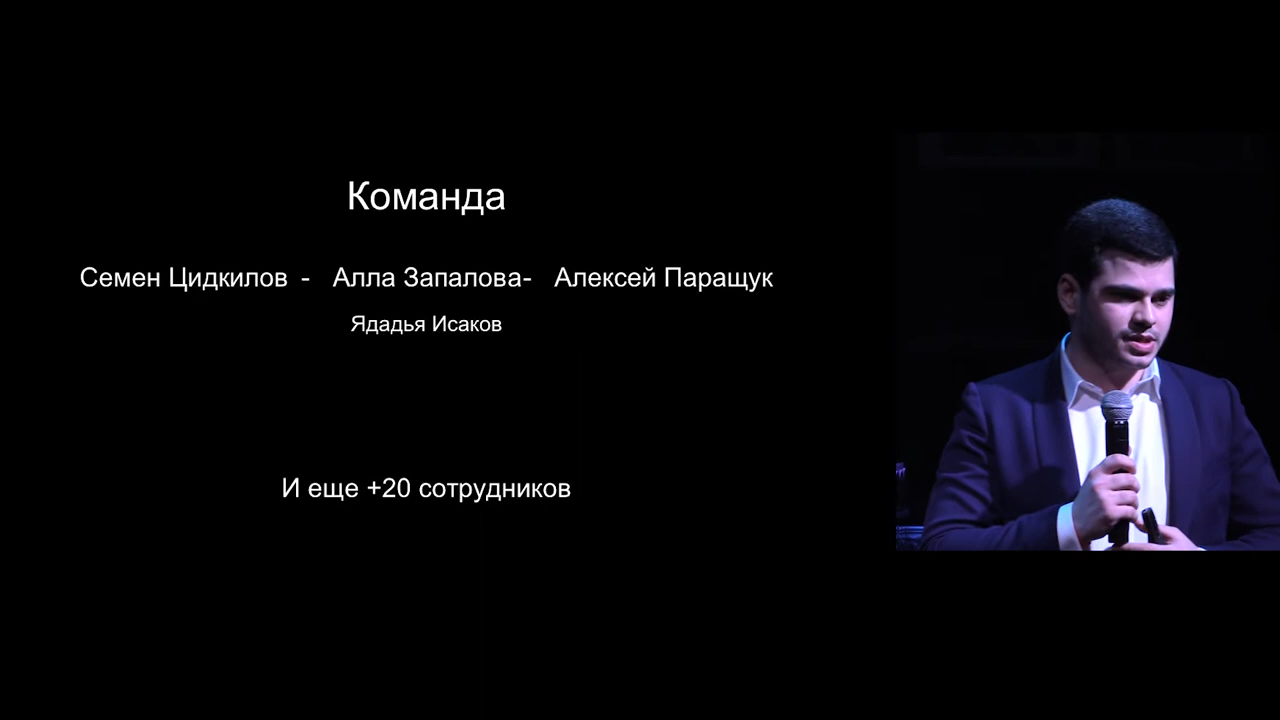 Команда
Семен Цидкилов - Алла Запалова- Алексей Паращук
Ядадья Исаков
И еще +20 сотрудников